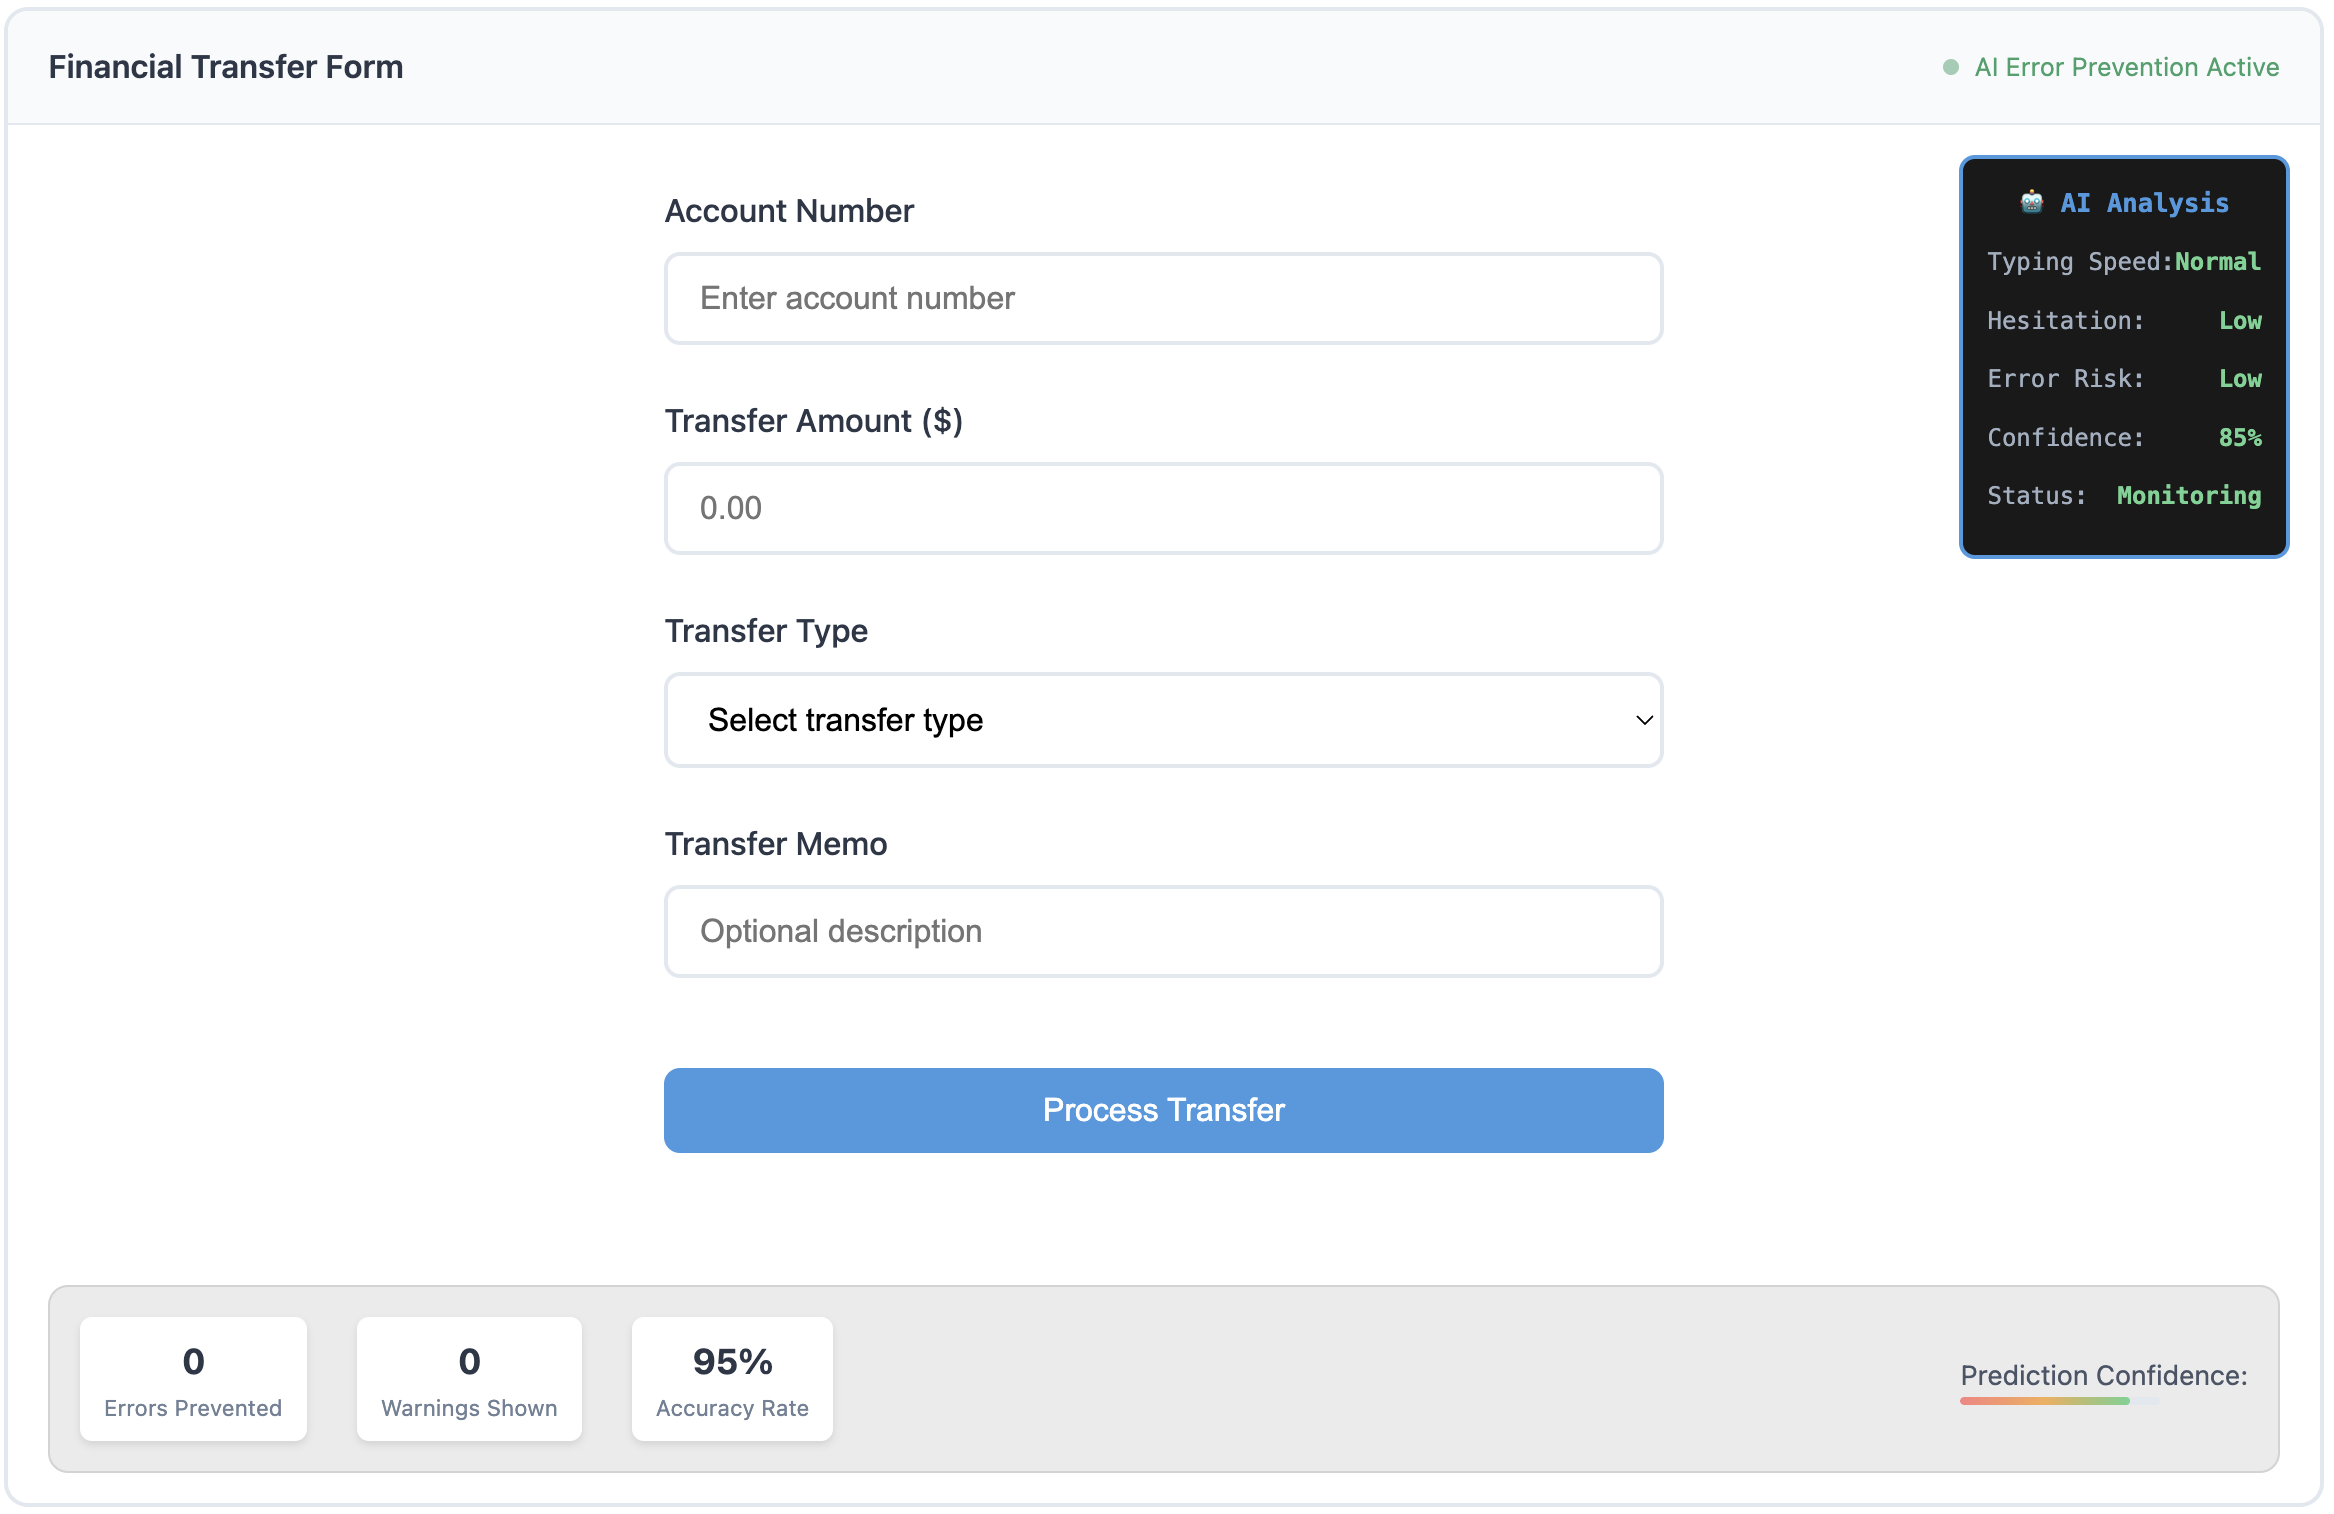 Financial Transfer Form
AI Error Prevention Active
Account Number
Enter account number
Transfer Amount ($)
0.00
Transfer Type
Select transfer type
Transfer Memo
Optional description
Process Transfer
AI Analysis
Typing Speed:Normal
Hesitation: Low
Error Risk: Low
Confidence: 85%
Status: Monitoring
0
Errors Prevented
0
Warnings Shown
95%
Accuracy Rate
Prediction Confidence: